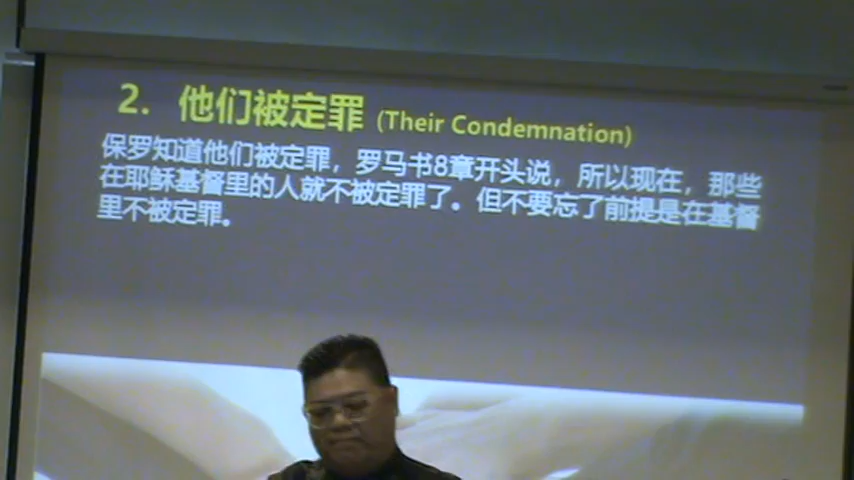 2. 他们被定罪 (Their Condemnation)
保罗知道他们被定罪，罗马书8章开头说，所以现在，那些
在耶稣基督里的人就不被定罪了。但不要忘了前提是在基督
里不被定罪。